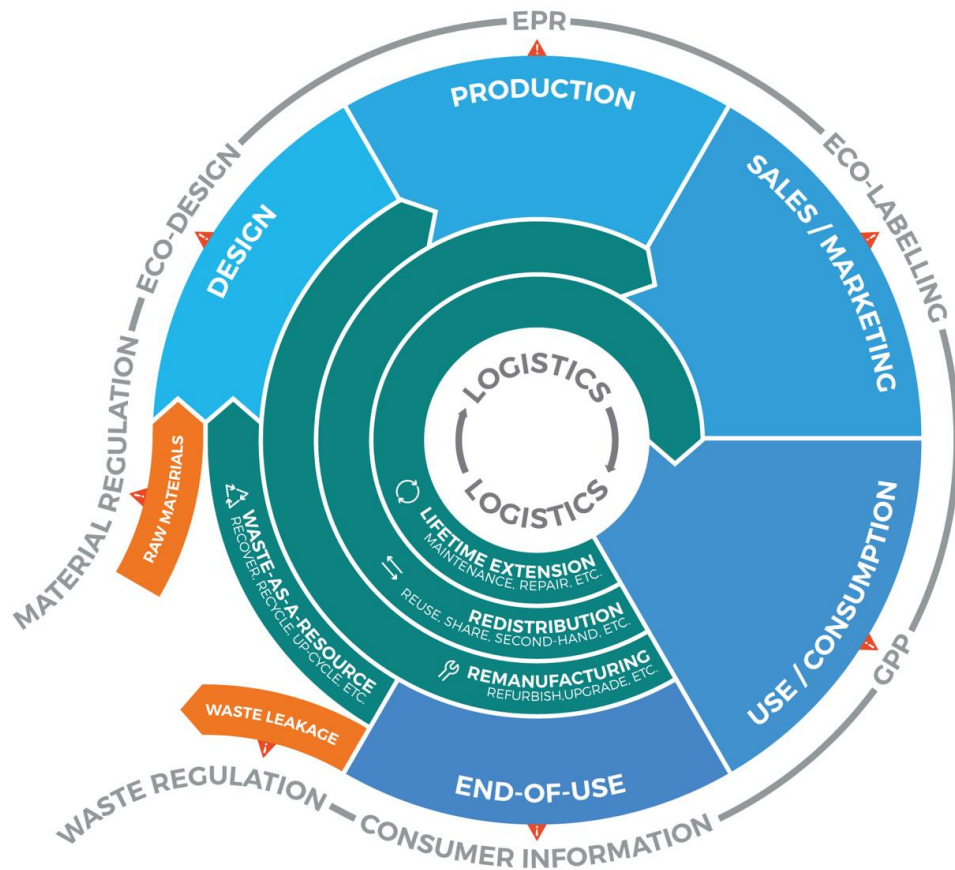 EPR
ECO-DESIGN
ECO-LABELLING
MATERIAL REGULATION
GPP
WASTE REGULATION
CONSUMER INFORMATION
PRODUCTION
DESIGN
SALES / MARKETING
USE / CONSUMPTION
END-OF-USE
RAW MATERIALS
WASTE LEAKAGE
LOGISTICS
LOGISTICS
LIFETIME EXTENSION
MAINTENANCE, REPAIR, ETC.
REDISTRIBUTION
REUSE, SHARE, SECOND-HAND, ETC.
REMANUFACTURING
REFURBISH,UPGRADE, ETC.
WASTE-AS-A-RESOURCE
RECOVER, RECYCLE, UP-CYCLE, ETC.